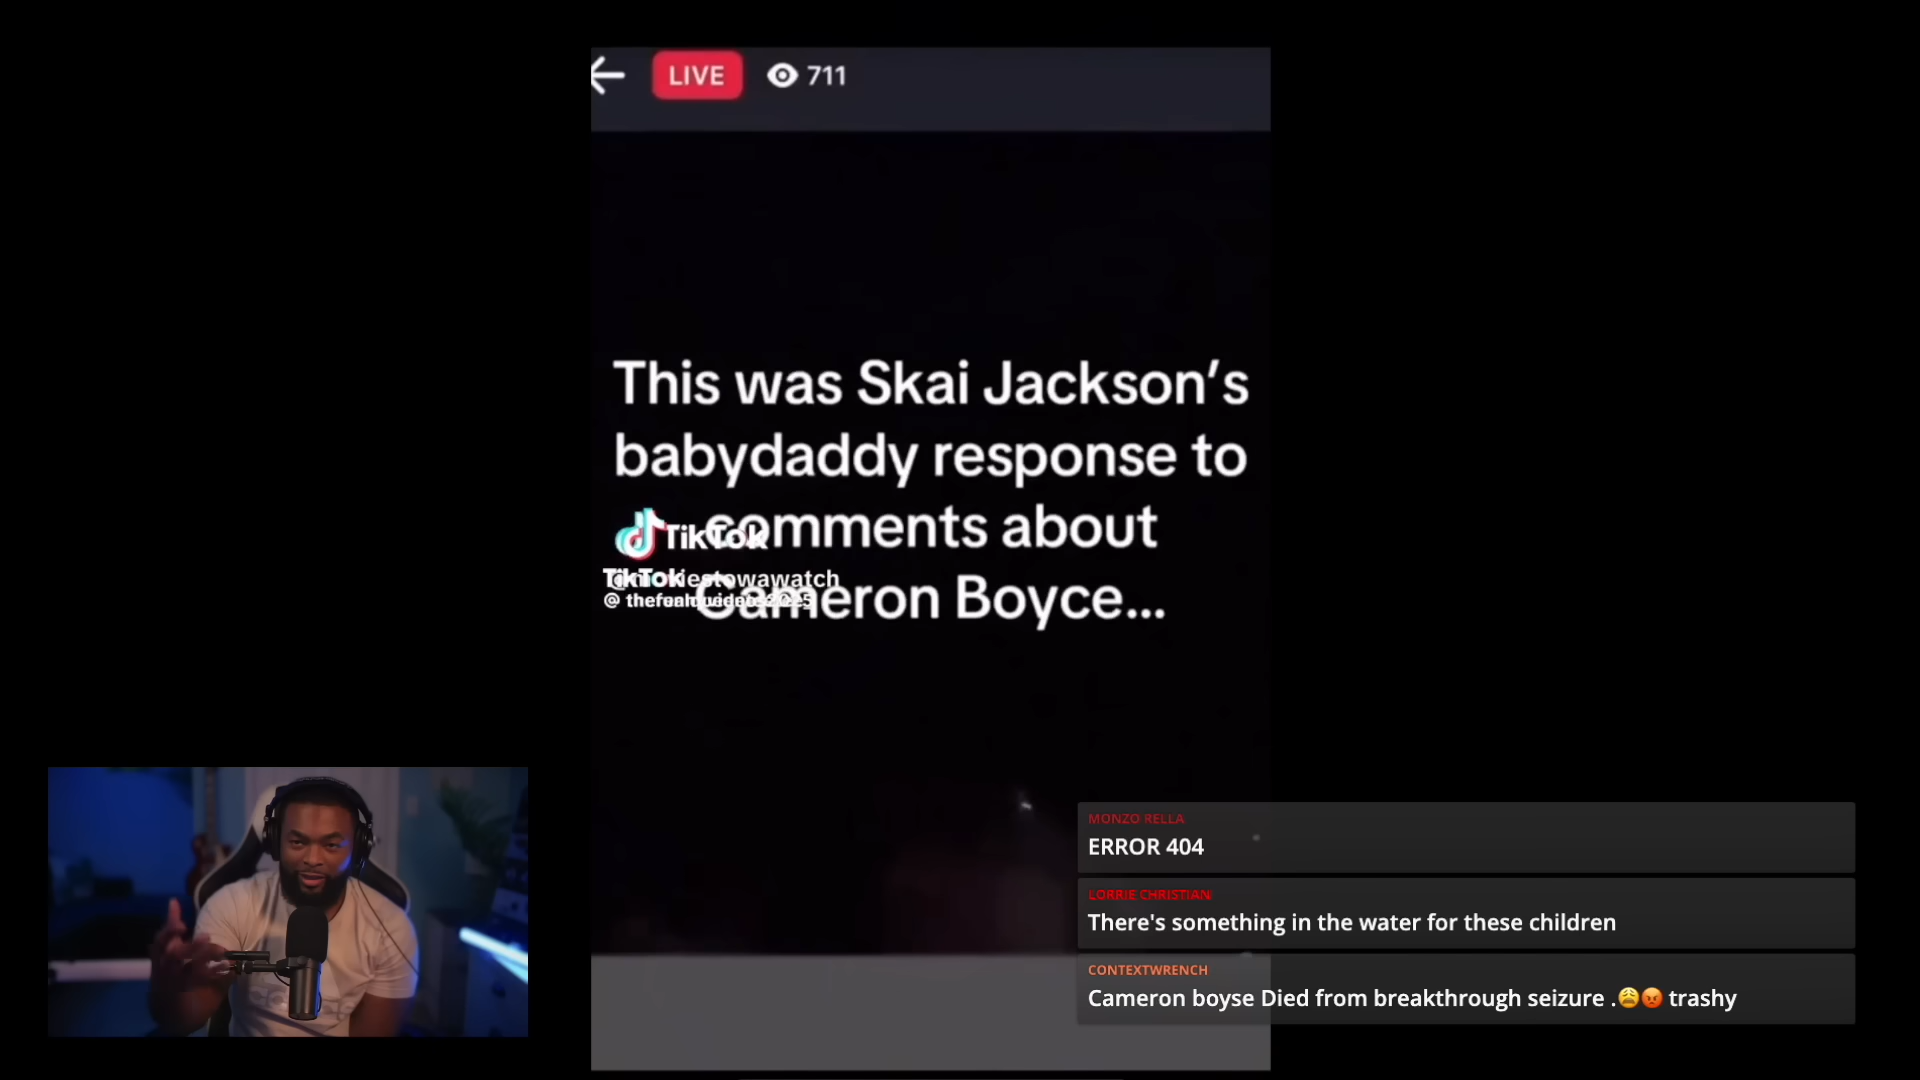 LIVE 711
This was Skai Jackson’s
babydaddy response to
comments about
Cameron Boyce...
TikTok
TikTok
MONZO RELLA
ERROR 404
LORRIE CHRISTIAN
There's something in the water for these children
CONTEXTWRENCH
Cameron boyse Died from breakthrough seizure .😩😡 trashy